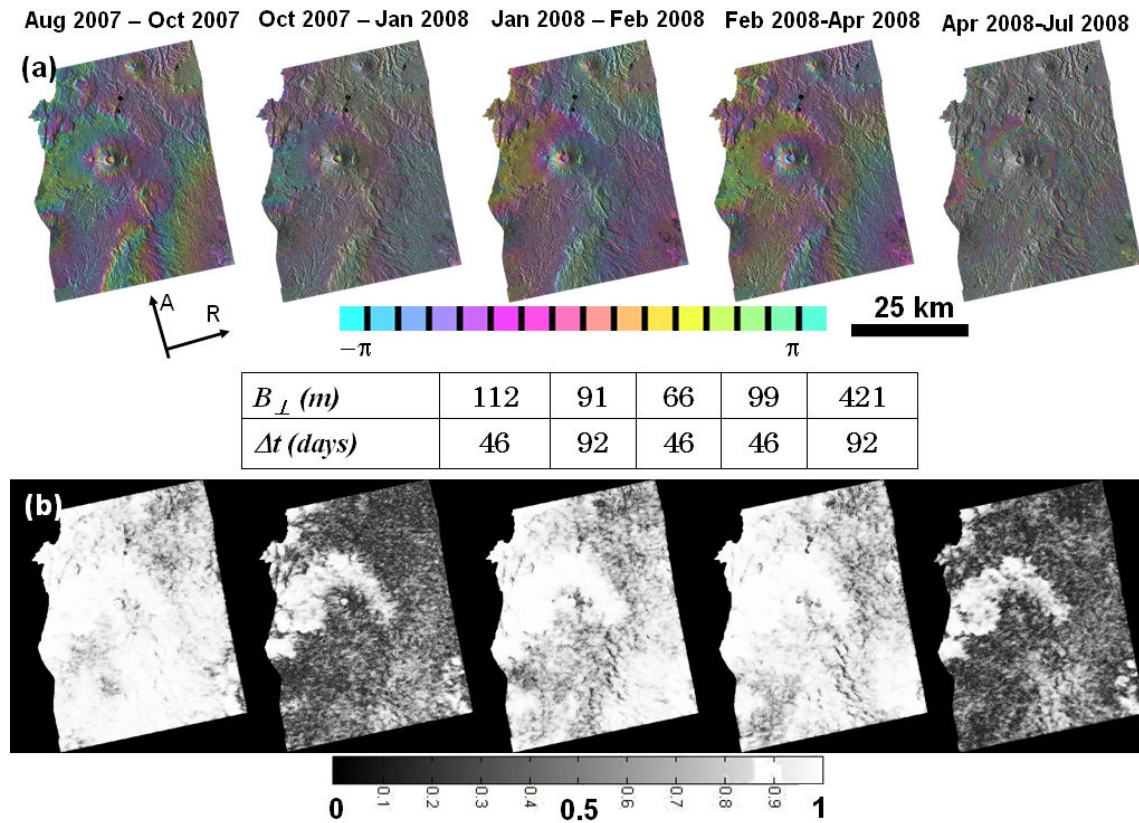 Aug 2007 – Oct 2007 Oct 2007 – Jan 2008 Jan 2008 – Feb 2008 Feb 2008-Apr 2008 Apr 2008-Jul 2008
(a)
A
R
−π π
25 km
B⊥ (m) 112 91 66 99 421
Δt (days) 46 92 46 46 92
(b)
0 0.1 0.2 0.3 0.4 0.5 0.6 0.7 0.8 0.9 1